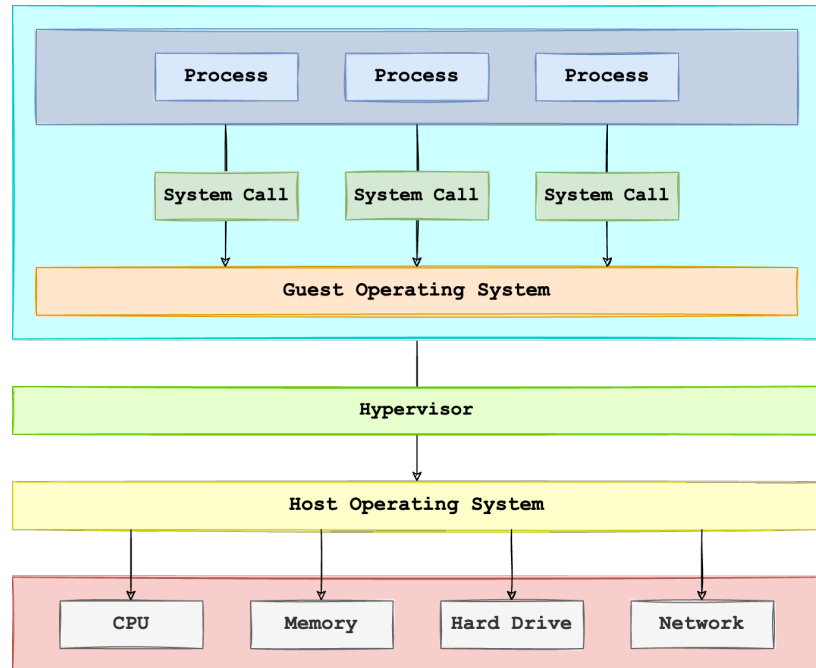 Process
Process
Process
System Call
System Call
System Call
Guest Operating System
Hypervisor
Host Operating System
CPU
Memory
Hard Drive
Network